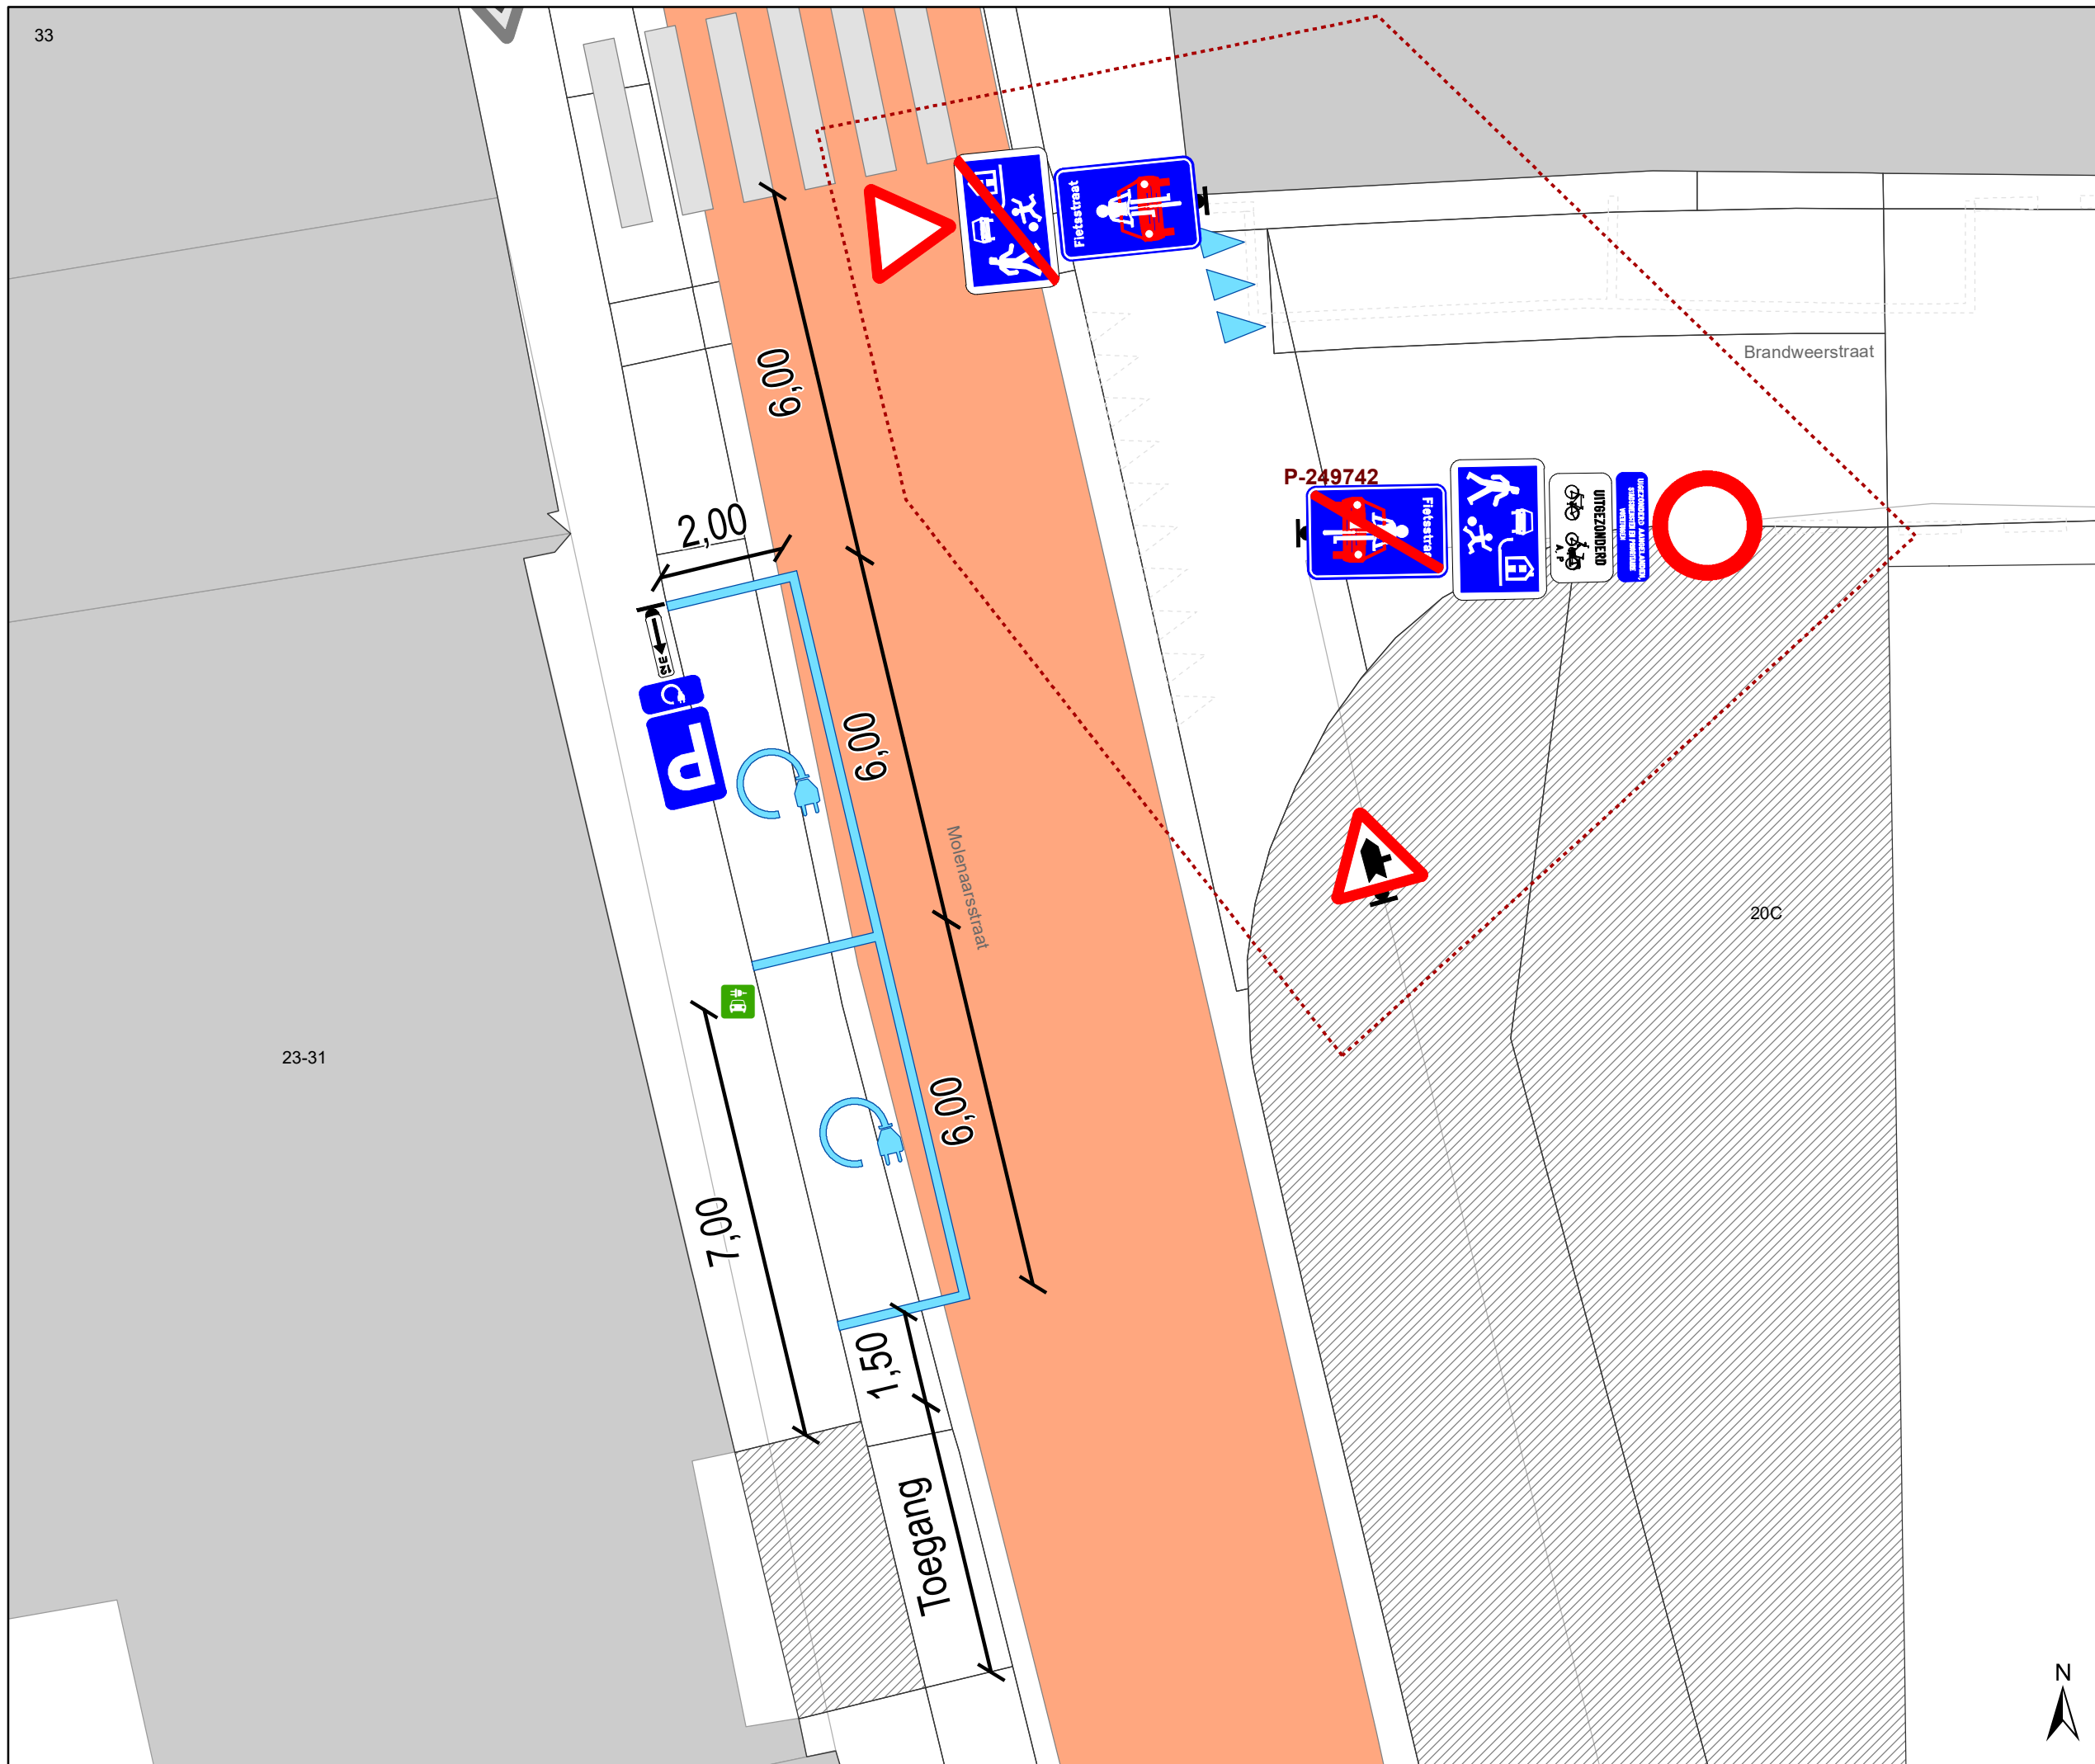 33
Fietsstraat
6,00
Brandweerstraat
P-249742
2,00
Fietsstraat
UITGEZONDERD
A, P
P
6,00
Molenaarsstraat
20C
23-31
6,00
7,00
1,50
Toegang
N